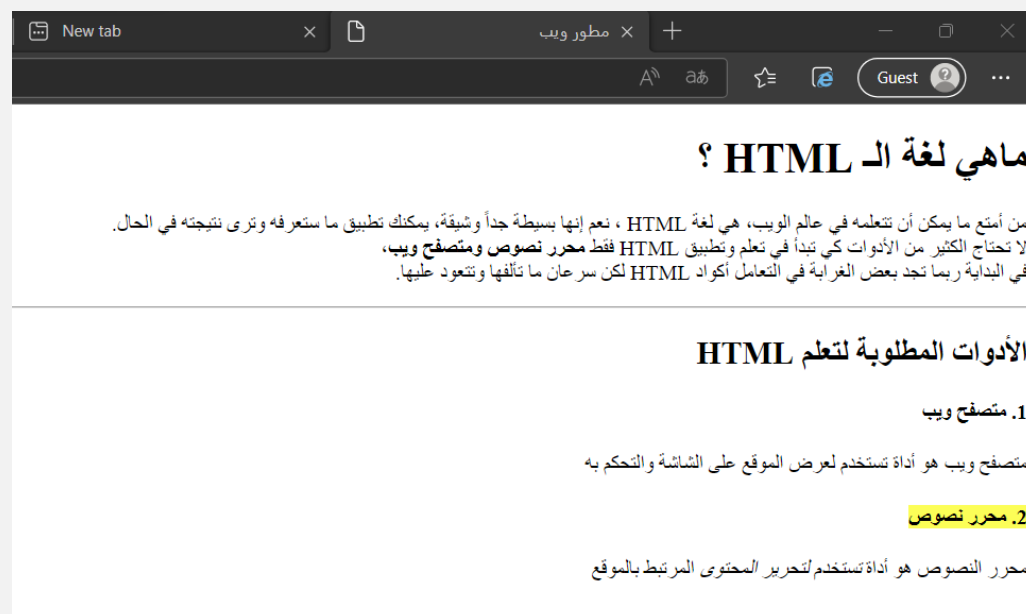 New tab
مطور ويب
Guest
ماهي لغة الـ HTML ؟
من أمتع ما يمكن أن تتعلمه في عالم الويب، هي لغة HTML ، نعم إنها بسيطة جداً وشيقة، يمكنك تطبيق ما ستعرفه وترى نتيجته في الحال.
لا تحتاج الكثير من الأدوات كي تبدأ في تعلم وتطبيق HTML فقط محرر نصوص ومتصفح ويب،
في البداية ربما تجد بعض الغرابة في التعامل أكواد HTML لكن سرعان ما تألفها وتتعود عليها.
الأدوات المطلوبة لتعلم HTML
1. متصفح ويب
متصفح ويب هو أداة تستخدم لعرض الموقع على الشاشة والتحكم به
2. محرر نصوص
محرر النصوص هو أداة تستخدم لتحرير المحتوى المرتبط بالموقع